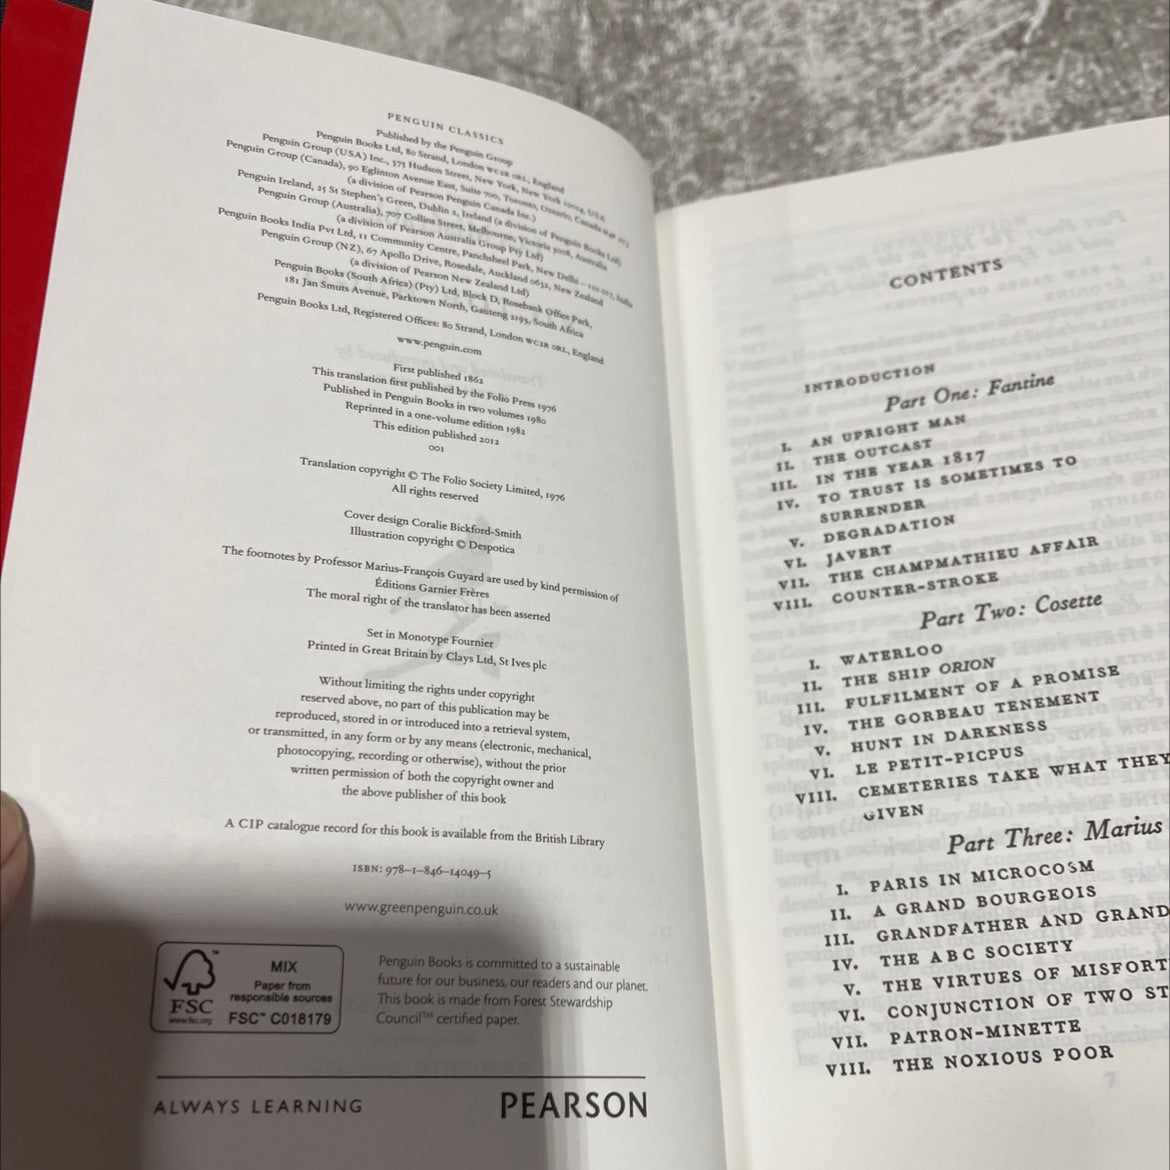 PENGUIN CLASSICS
Published by the Penguin Group
Penguin Books Ltd, 80 Strand, London WC2R 0RL, England
Penguin Group (USA) Inc., 375 Hudson Street, New York, New York 10014, USA
Penguin Group (Canada), 90 Eglinton Avenue East, Suite 700, Toronto, Ontario, Canada M4P 2Y3
(a division of Pearson Penguin Canada Inc.)
Penguin Ireland, 25 St Stephen's Green, Dublin 2, Ireland (a division of Penguin Books Ltd)
Penguin Group (Australia), 707 Collins Street, Melbourne, Victoria 3008, Australia
(a division of Pearson Australia Group Pty Ltd)
Penguin Books India Pvt Ltd, 11 Community Centre, Panchsheel Park, New Delhi – 110 017, India
Penguin Group (NZ), 67 Apollo Drive, Rosedale, Auckland 0632, New Zealand
(a division of Pearson New Zealand Ltd)
Penguin Books (South Africa) (Pty) Ltd, Block D, Rosebank Office Park,
181 Jan Smuts Avenue, Parktown North, Gauteng 2193, South Africa
Penguin Books Ltd, Registered Offices: 80 Strand, London WC2R 0RL, England
www.penguin.com
First published 1862
This translation first published by the Folio Press 1976
Published in Penguin Books in two volumes 1980
Reprinted in a one-volume edition 1982
This edition published 2012
001
Translation copyright © The Folio Society Limited, 1976
All rights reserved
Cover design Coralie Bickford-Smith
Illustration copyright © Despotica
The footnotes by Professor Marius-François Guyard are used by kind permission of
Éditions Garnier Frères
The moral right of the translator has been asserted
Set in Monotype Fournier
Printed in Great Britain by Clays Ltd, St Ives plc
Without limiting the rights under copyright
reserved above, no part of this publication may be
reproduced, stored in or introduced into a retrieval system,
or transmitted, in any form or by any means (electronic, mechanical,
photocopying, recording or otherwise), without the prior
written permission of both the copyright owner and
the above publisher of this book
A CIP catalogue record for this book is available from the British Library
ISBN: 978–1–846–14049–5
www.greenpenguin.co.uk
FSC
www.fsc.org
MIX
Paper from
responsible sources
FSC™ C018179
Penguin Books is committed to a sustainable
future for our business, our readers and our planet.
This book is made from Forest Stewardship
Council™ certified paper.
ALWAYS LEARNING
PEARSON
CONTENTS
INTRODUCTION
Part One: Fantine
I. AN UPRIGHT MAN
II. THE OUTCAST
III. IN THE YEAR 1817
IV. TO TRUST IS SOMETIMES TO
SURRENDER
V. DEGRADATION
VI. JAVERT
VII. THE CHAMPMATHIEU AFFAIR
VIII. COUNTER-STROKE
Part Two: Cosette
I. WATERLOO
II. THE SHIP ORION
III. FULFILMENT OF A PROMISE
IV. THE GORBEAU TENEMENT
V. HUNT IN DARKNESS
VI. LE PETIT-PICPUS
VIII. CEMETERIES TAKE WHAT THEY
GIVEN
Part Three: Marius
I. PARIS IN MICROCOSM
II. A GRAND BOURGEOIS
III. GRANDFATHER AND GRAND
IV. THE ABC SOCIETY
V. THE VIRTUES OF MISFORT
VI. CONJUNCTION OF TWO ST
VII. PATRON-MINETTE
VIII. THE NOXIOUS POOR